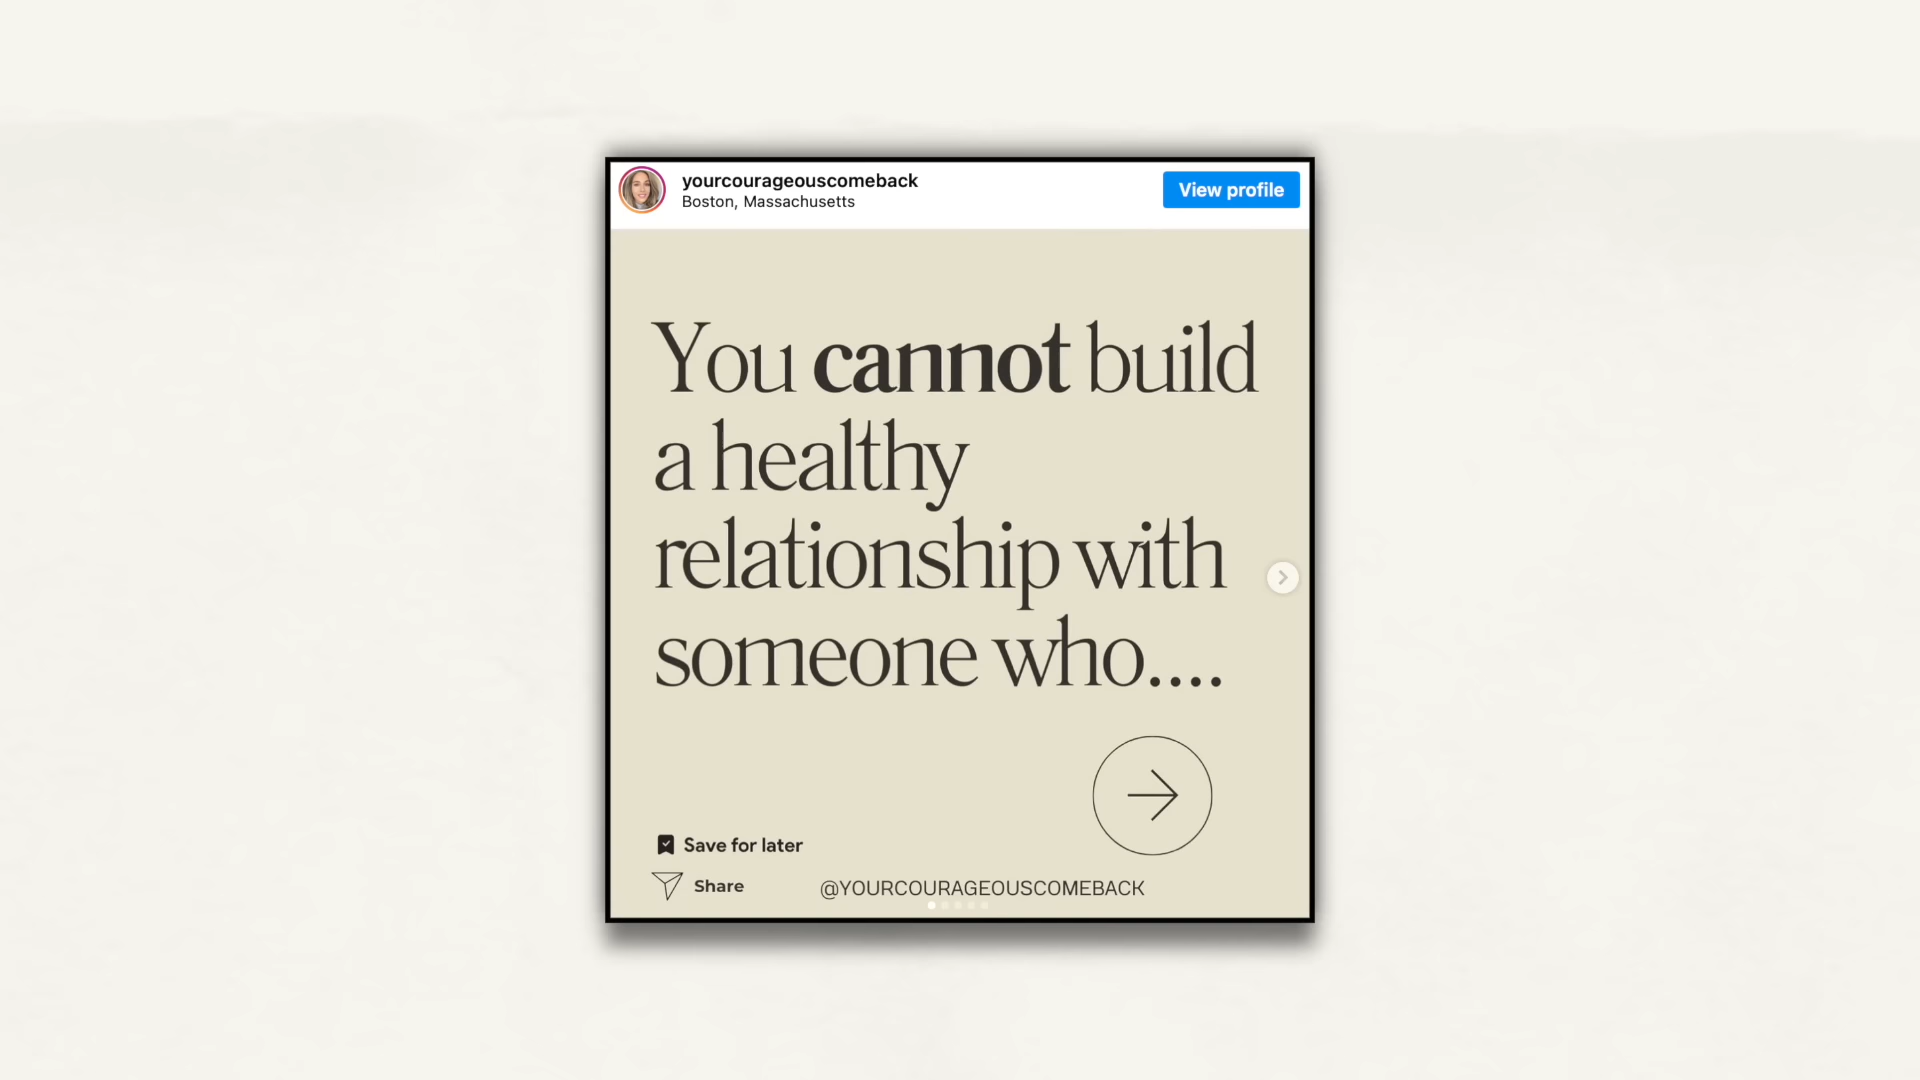 yourcourageouscomeback
Boston, Massachusetts
View profile
You cannot build
a healthy
relationship with
someone who....
Save for later
Share
@YOURCOURAGEOUSCOMEBACK